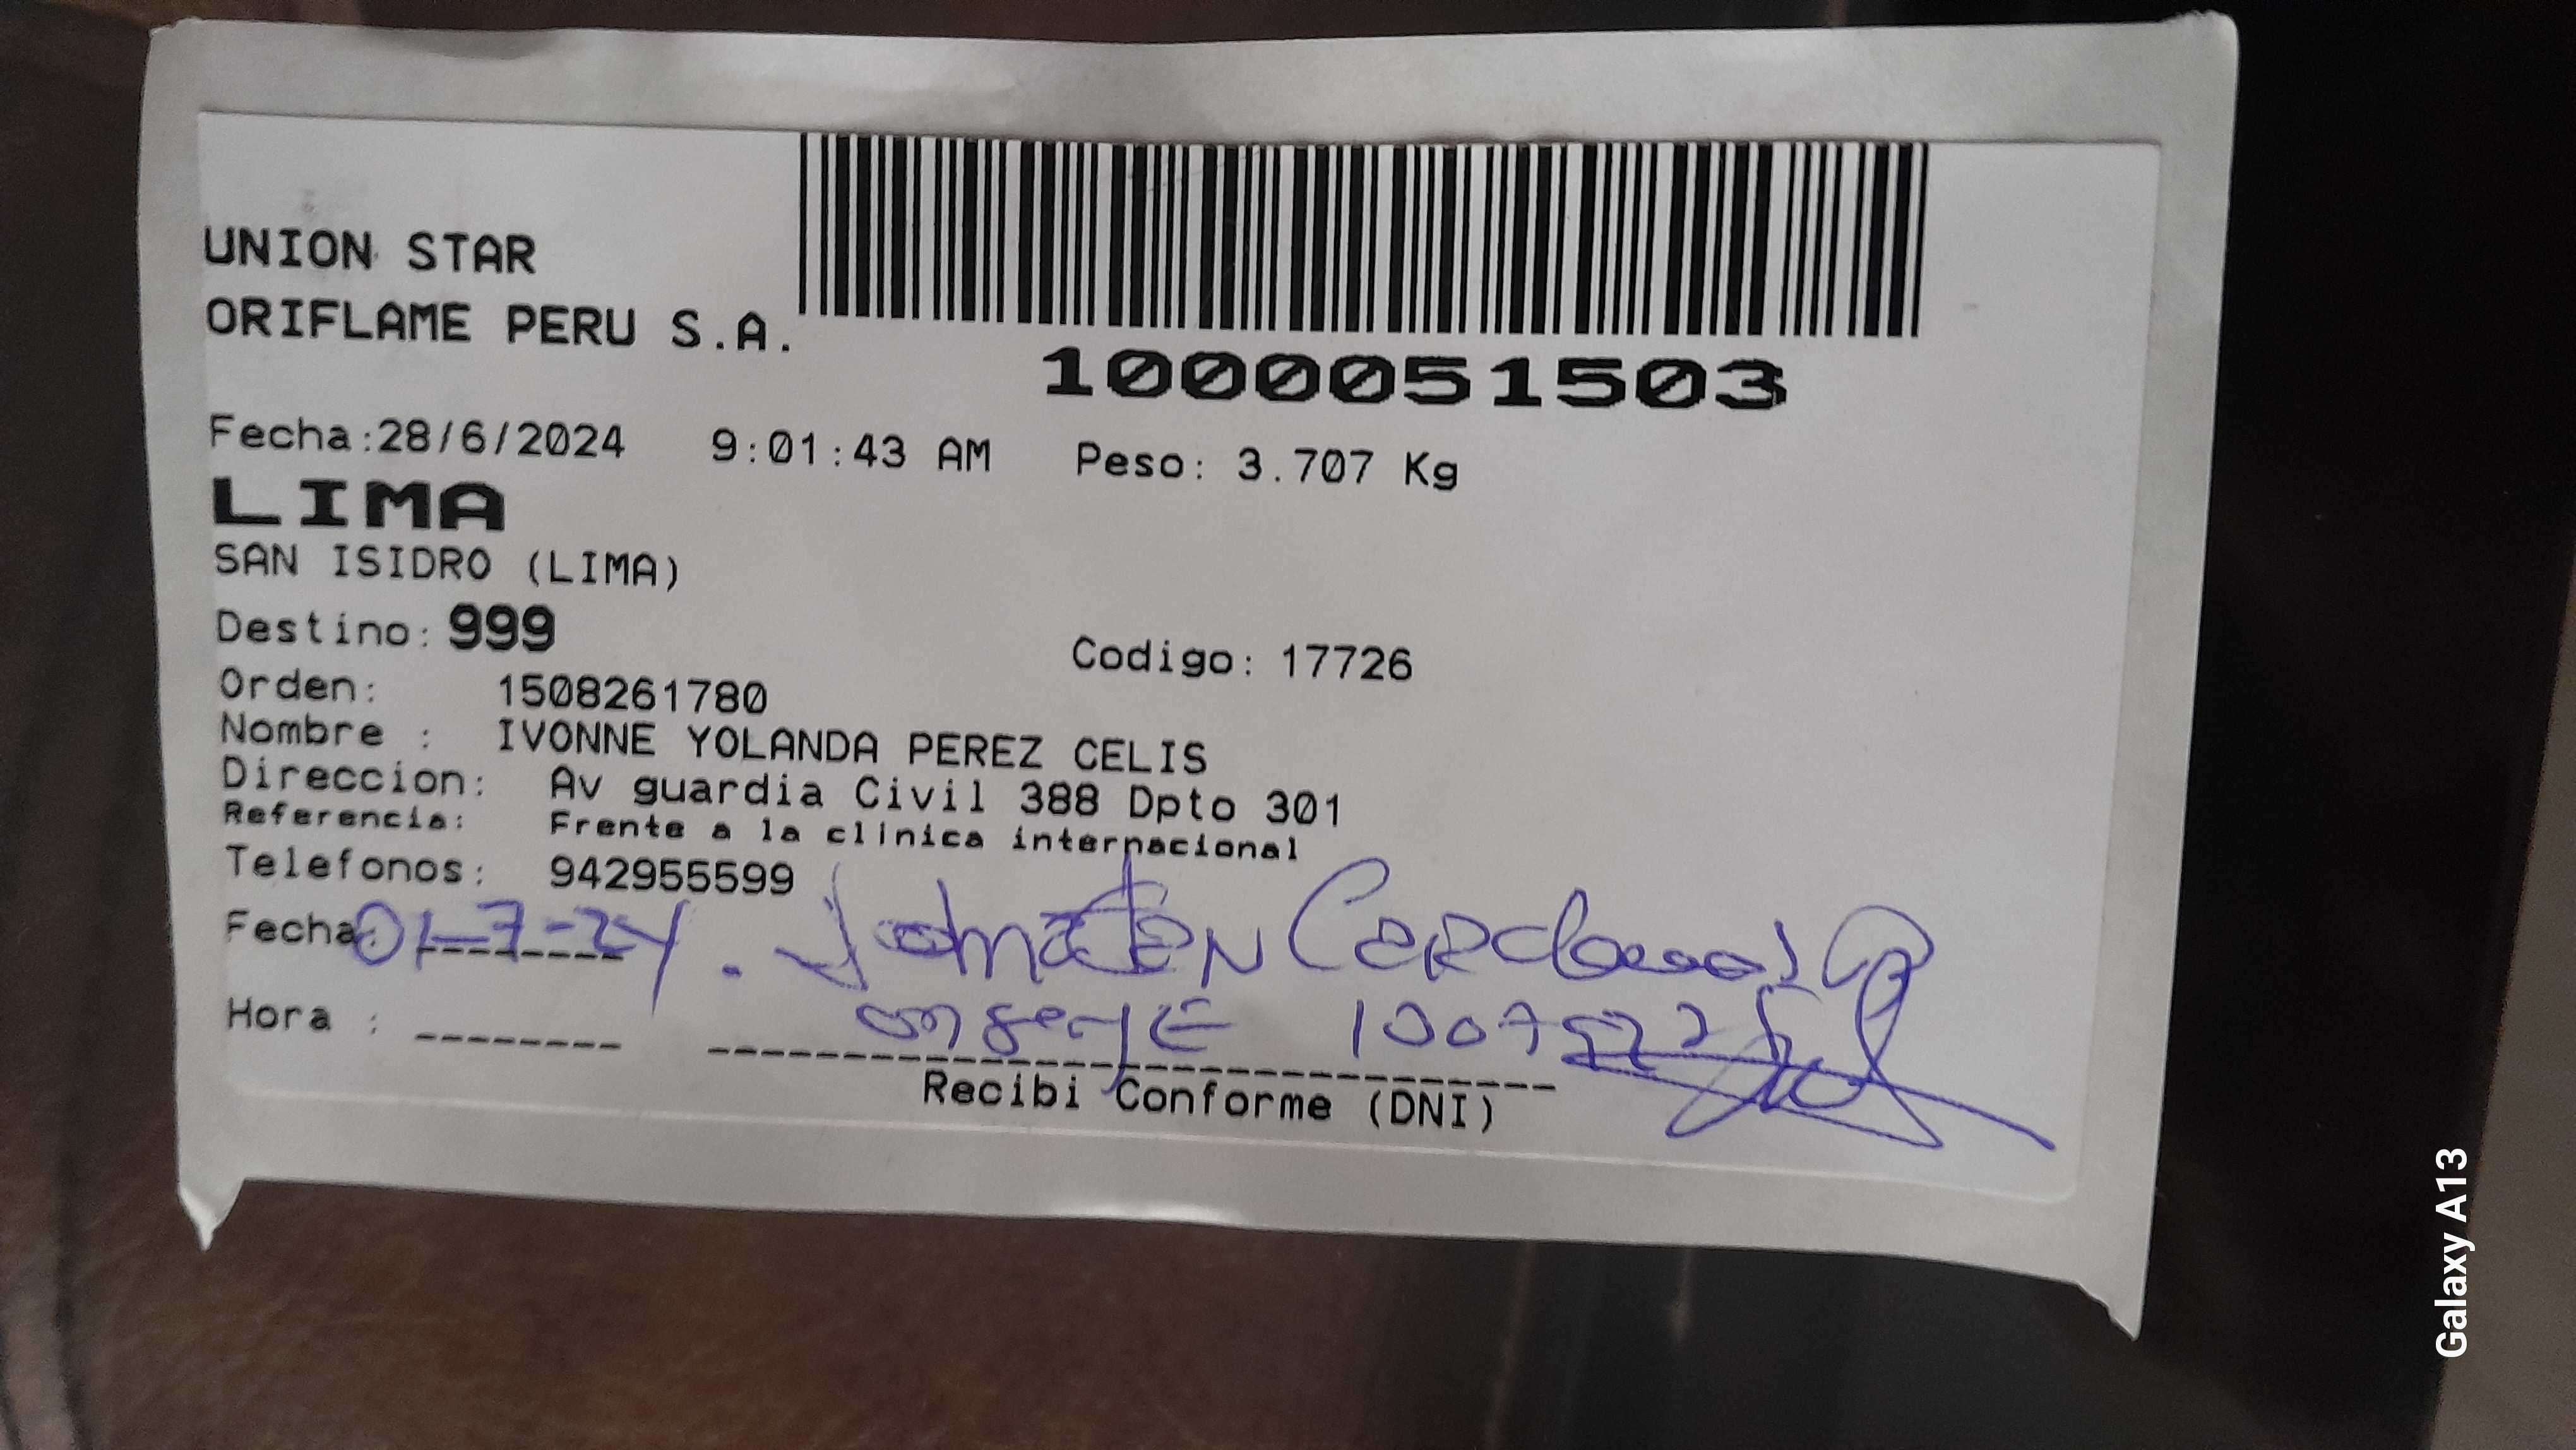 UNION STAR
ORIFLAME PERU S.A.
1000051503
Fecha:28/6/2024 9:01:43 AM Peso: 3.707 Kg
LIMA
SAN ISIDRO (LIMA)
Destino: 999
Codigo: 17726
Orden: 1508261780
Nombre : IVONNE YOLANDA PEREZ CELIS
Direccion: Av guardia Civil 388 Dpto 301
Referencia: Frente a la clinica internacional
Telefonos: 942955599
Fecha: 01-7-24.
Hora :
Recibi Conforme (DNI)
Galaxy A13